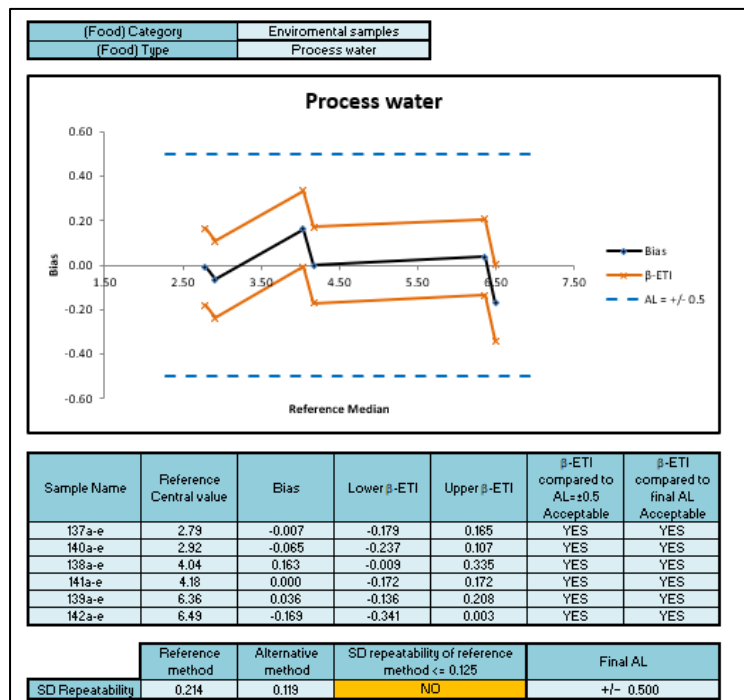 (Food) Category Enviromental samples
(Food) Type Process water
Process water
0.60
0.40
0.20
0.00
-0.20
-0.40
-0.60
Bias
1.50 2.50 3.50 4.50 5.50 6.50 7.50
Reference Median
Bias
β-ETI
AL = +/- 0.5
Sample Name Reference Central value Bias Lower β-ETI Upper β-ETI β-ETI compared to AL=±0.5 Acceptable β-ETI compared to final AL Acceptable
137a-e 2.79 -0.007 -0.179 0.165 YES YES
140a-e 2.92 -0.065 -0.237 0.107 YES YES
138a-e 4.04 0.163 -0.009 0.335 YES YES
141a-e 4.18 0.000 -0.172 0.172 YES YES
139a-e 6.36 0.036 -0.136 0.208 YES YES
142a-e 6.49 -0.169 -0.341 0.003 YES YES
Reference method Alternative method SD repeatability of reference method <= 0.125 Final AL
SD Repeatability 0.214 0.119 NO +/- 0.500